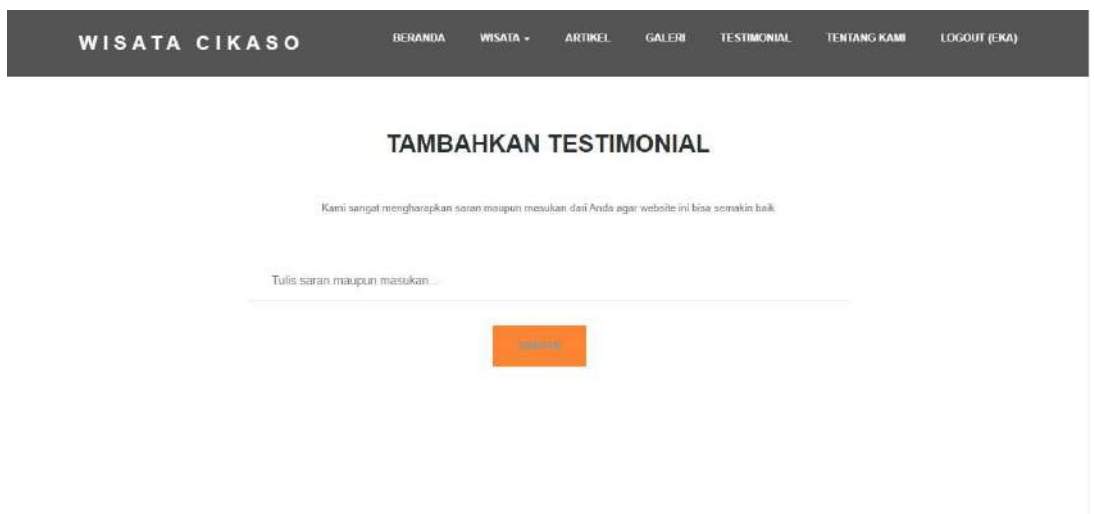 WISATA CIKASO
BERANDA WISATA ARTIKEL GALERI TESTIMONIAL TENTANG KAMI LOGOUT (EKA)
TAMBAHKAN TESTIMONIAL
Kami sangat mengharapkan saran maupun masukan dari Anda agar website ini bisa semakin baik
Tulis saran maupun masukan...